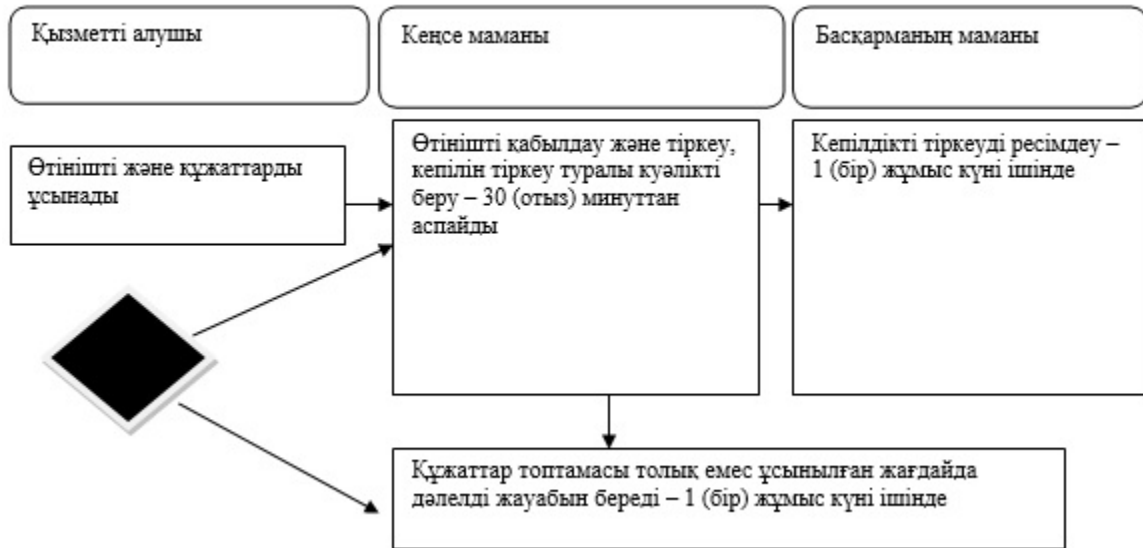 Қызметті алушы
Кеңсе маманы
Басқарманың маманы
Өтінішті және құжаттарды
ұсынады
Өтінішті қабылдау және тіркеу,
кепілін тіркеу туралы куәлікті
беру – 30 (отыз) минуттан
аспайды
Кепілдікті тіркеуді ресімдеу –
1 (бір) жұмыс күні ішінде
Құжаттар топтамасы толық емес ұсынылған жағдайда
дәлелді жауабын береді – 1 (бір) жұмыс күні ішінде